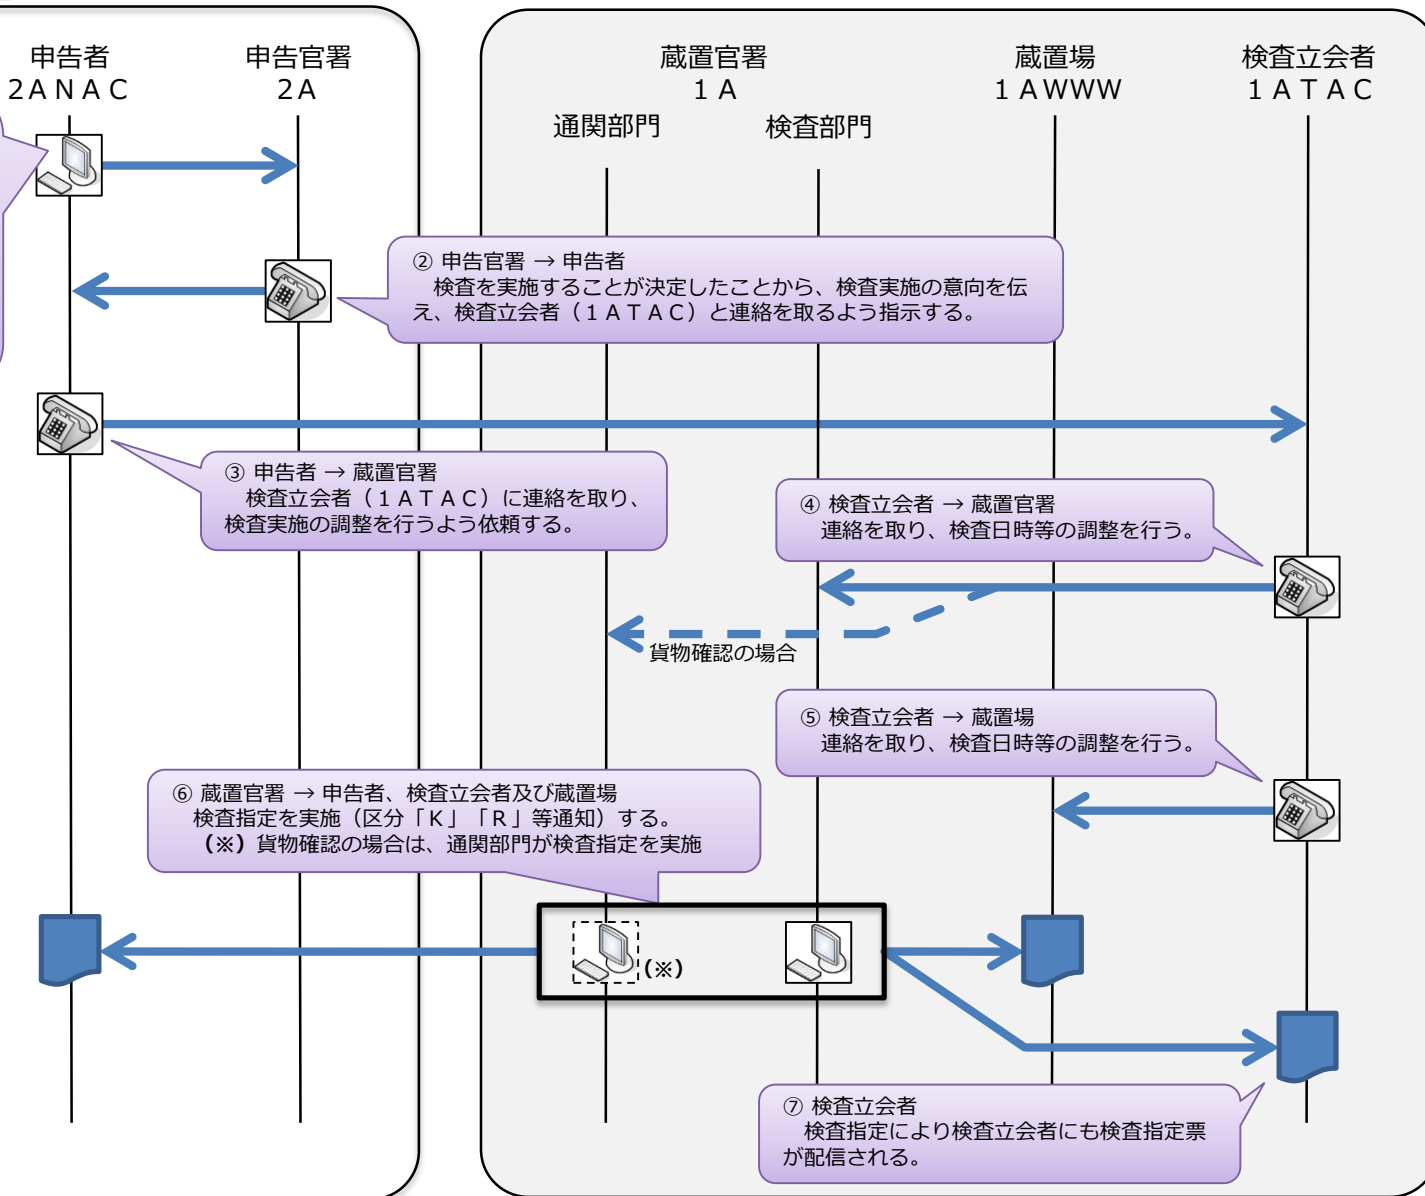 申告者
2ANAC
申告官署
2A
蔵置官署
1A
通関部門
検査部門
蔵置場
1AWWW
検査立会者
1ATAC
② 申告官署 → 申告者
検査を実施することが決定したことから、検査実施の意向を伝
え、検査立会者（1ATAC）と連絡を取るよう指示する。
③ 申告者 → 蔵置官署
検査立会者（1ATAC）に連絡を取り、
検査実施の調整を行うよう依頼する。
④ 検査立会者 → 蔵置官署
連絡を取り、検査日時等の調整を行う。
貨物確認の場合
⑤ 検査立会者 → 蔵置場
連絡を取り、検査日時等の調整を行う。
⑥ 蔵置官署 → 申告者、検査立会者及び蔵置場
検査指定を実施（区分「K」「R」等通知）する。
（※）貨物確認の場合は、通関部門が検査指定を実施
（※）
⑦ 検査立会者
検査指定により検査立会者にも検査指定票
が配信される。